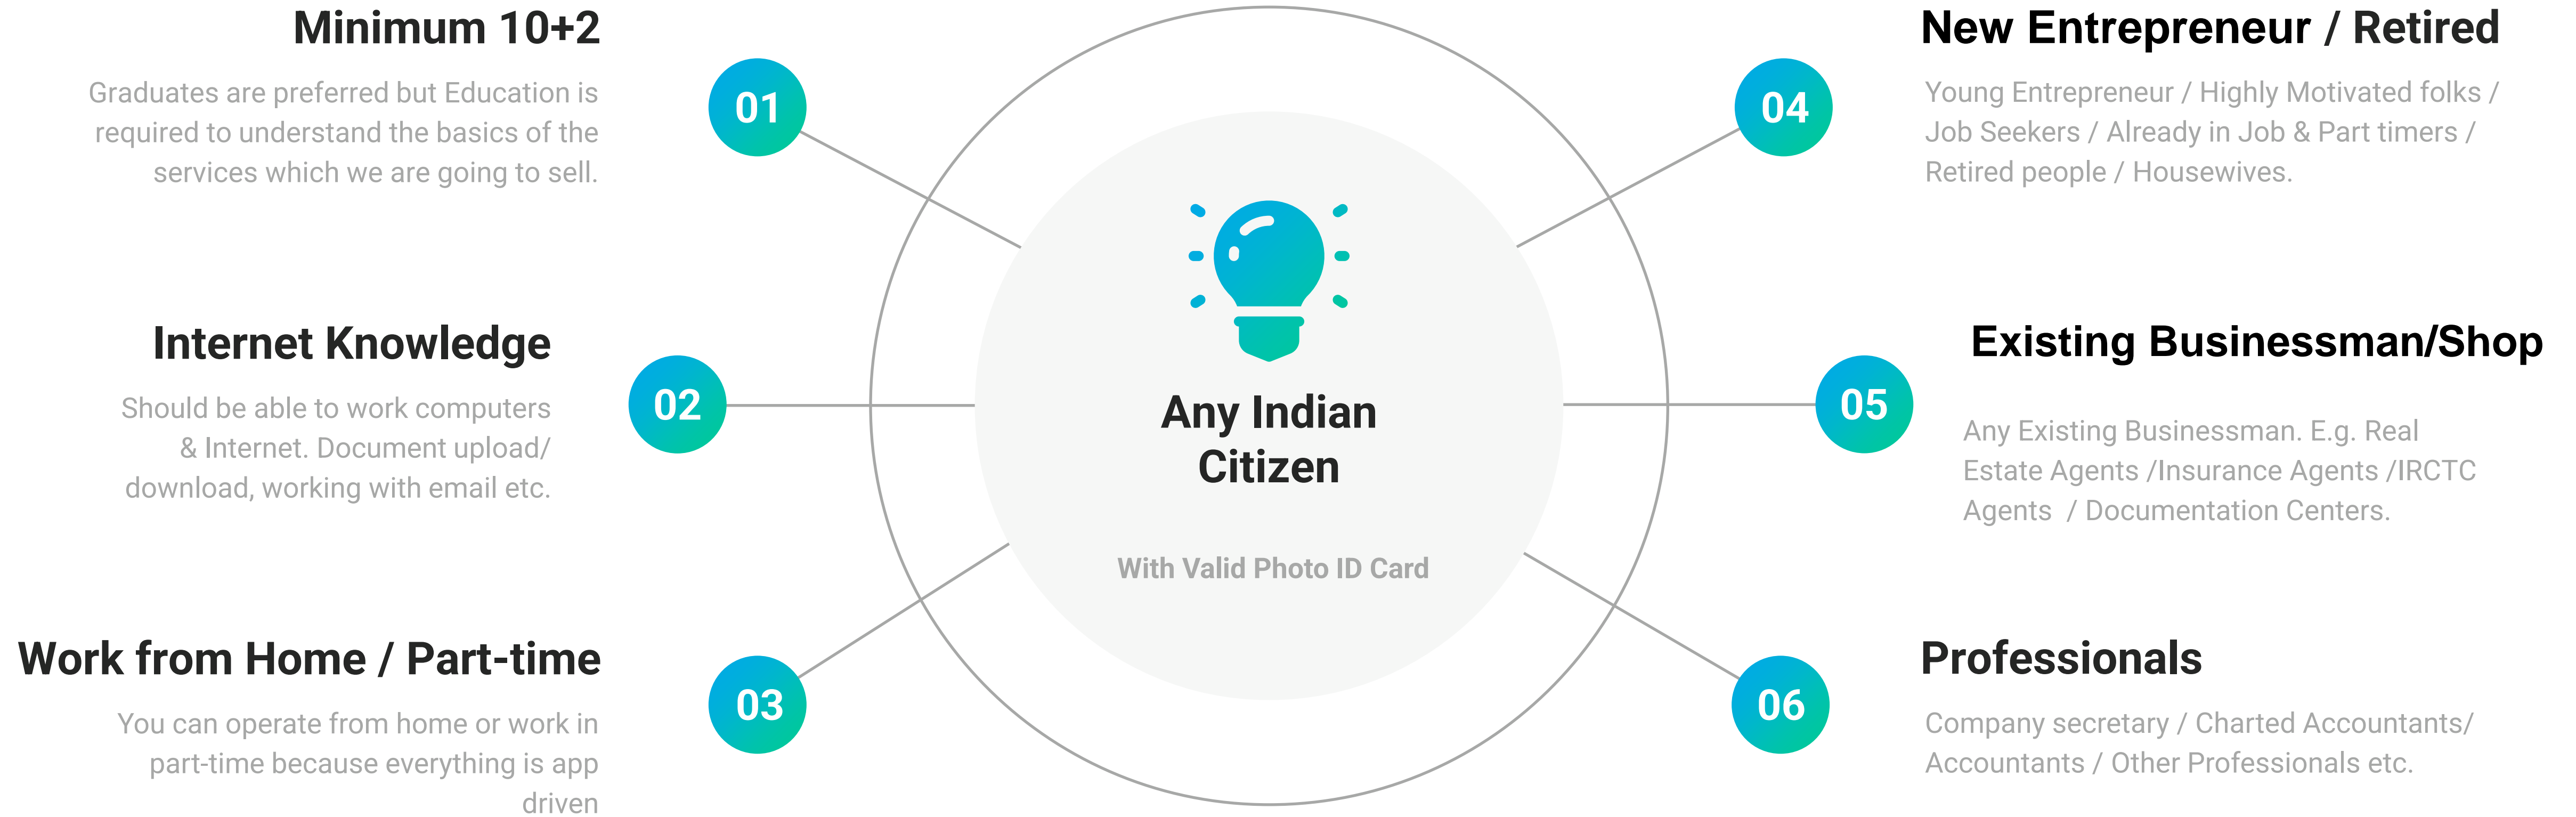 Minimum 10+2
Graduates are preferred but Education is
required to understand the basics of the
services which we are going to sell.
01
Internet Knowledge
Should be able to work computers
& Internet. Document upload/
download, working with email etc.
02
Work from Home / Part-time
You can operate from home or work in
part-time because everything is app
driven
03
Any Indian
Citizen
With Valid Photo ID Card
04
New Entrepreneur / Retired
Young Entrepreneur / Highly Motivated folks /
Job Seekers / Already in Job & Part timers /
Retired people / Housewives.
05
Existing Businessman/Shop
Any Existing Businessman. E.g. Real
Estate Agents /Insurance Agents /IRCTC
Agents / Documentation Centers.
06
Professionals
Company secretary / Charted Accountants/
Accountants / Other Professionals etc.